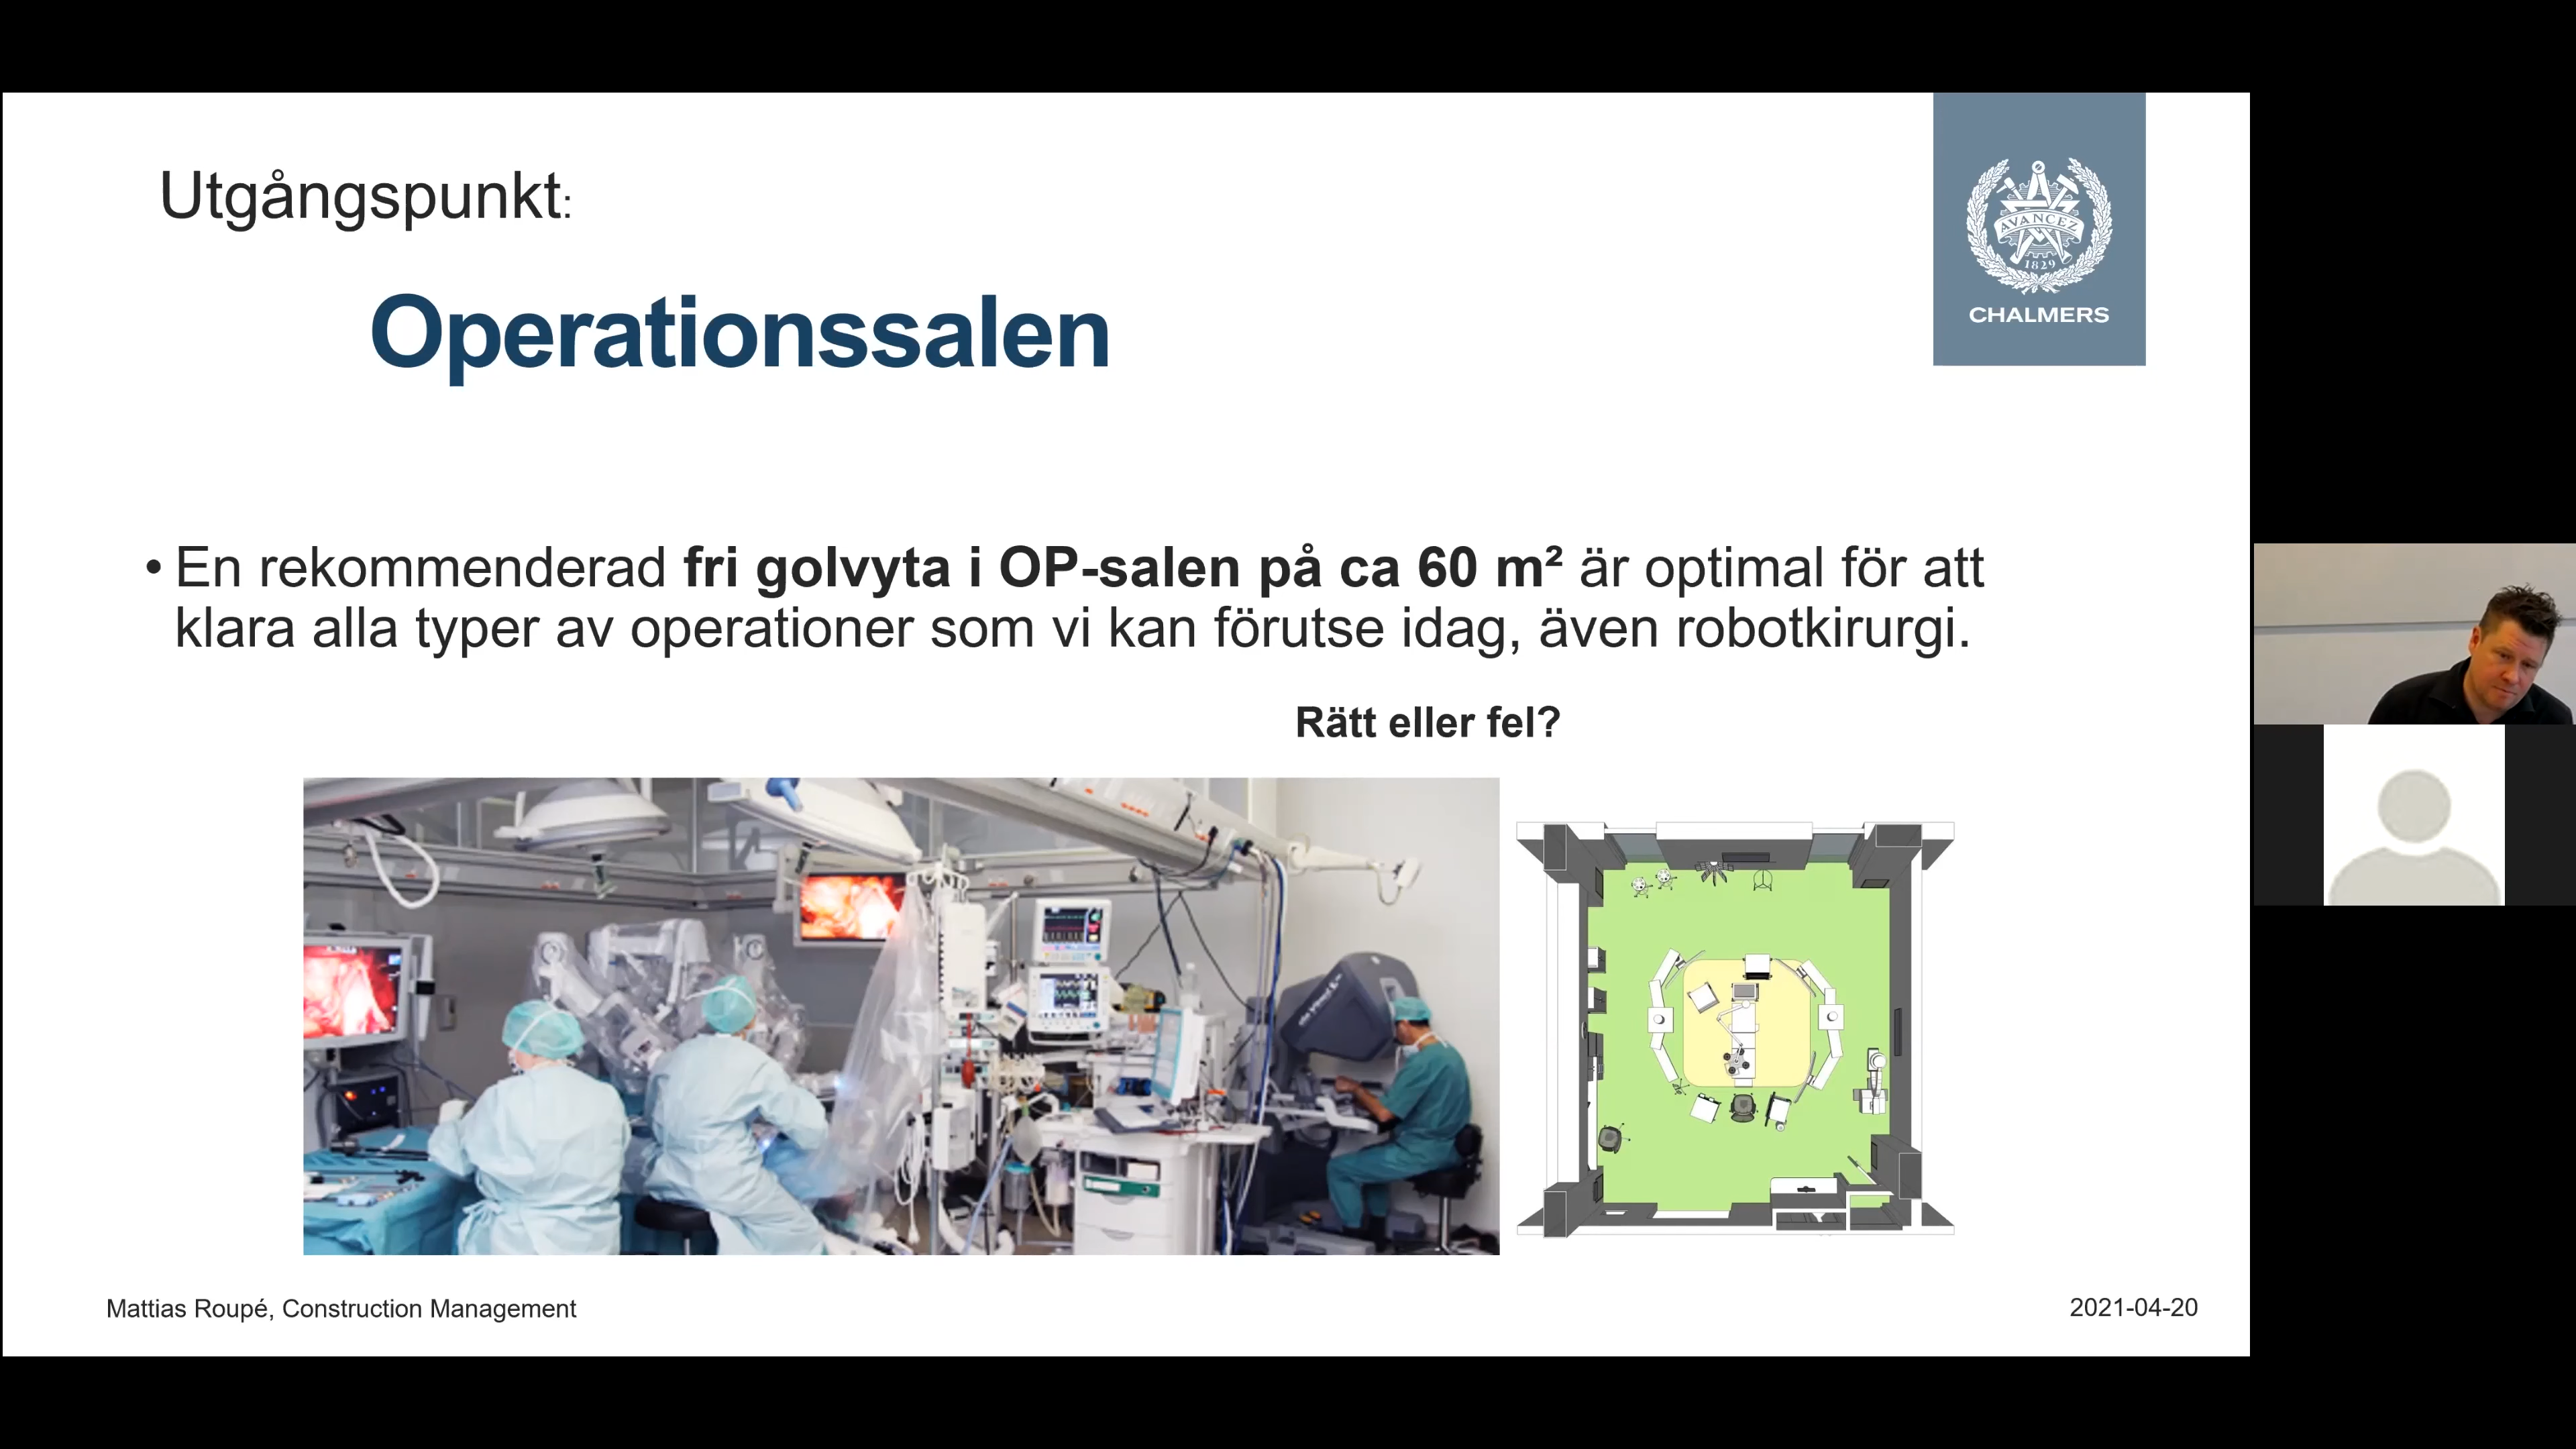 Utgångspunkt:
Operationssalen
AVANCEZ
1829
CHALMERS
• En rekommenderad fri golvyta i OP-salen på ca 60 m² är optimal för att
klara alla typer av operationer som vi kan förutse idag, även robotkirurgi.
Rätt eller fel?
Mattias Roupé, Construction Management
2021-04-20